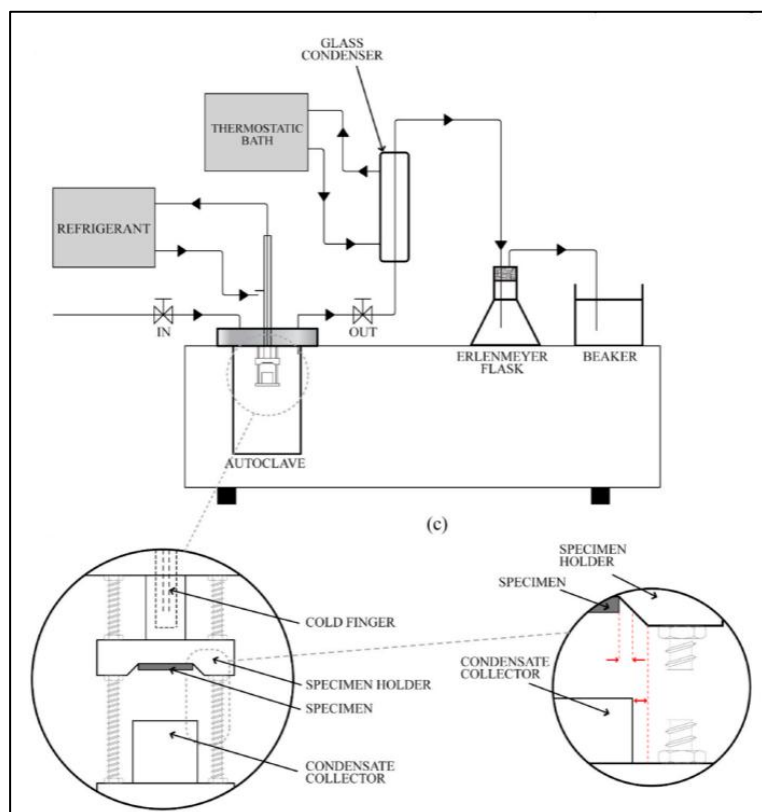 GLASS
CONDENSER
THERMOSTATIC
BATH
REFRIGERANT
IN
OUT
ERLENMEYER
FLASK
BEAKER
AUTOCLAVE
(c)
COLD FINGER
SPECIMEN HOLDER
SPECIMEN
CONDENSATE
COLLECTOR
SPECIMEN
HOLDER
SPECIMEN
CONDENSATE
COLLECTOR